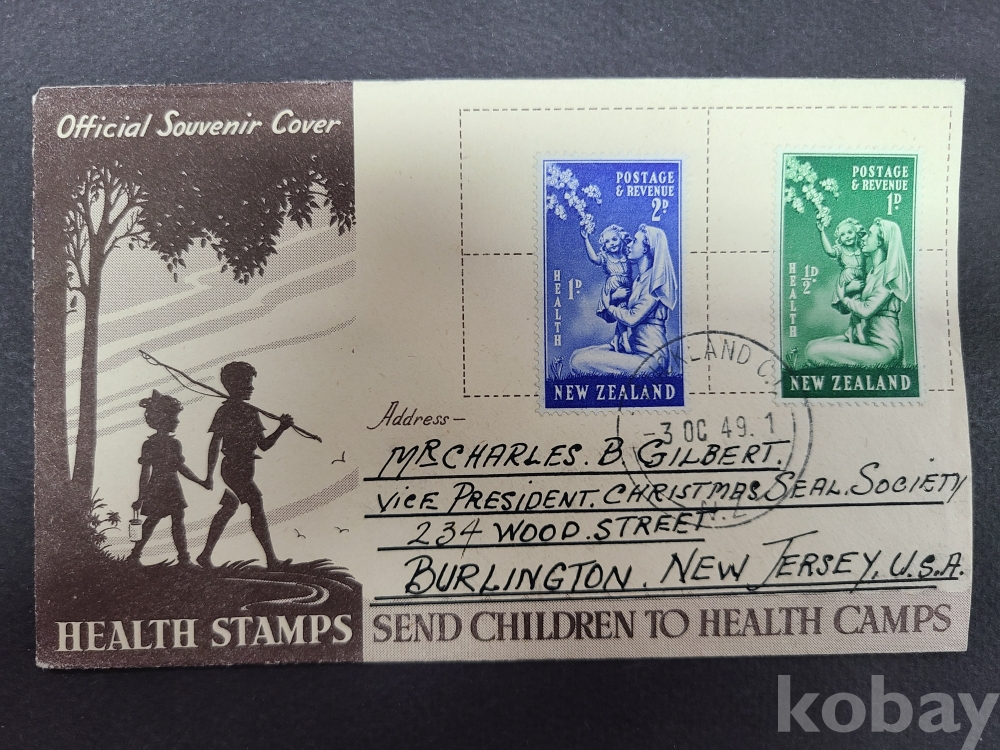 Official Souvenir Cover
POSTAGE
& REVENUE
2D
1D
HEALTH
NEW ZEALAND
POSTAGE
& REVENUE
1D
HEALTH
½D
NEW ZEALAND
KLAND C.
-3 OC 49. 1
Address—
MR CHARLES. B. GILBERT.
VICE PRESIDENT. CHRISTMAS SEAL. SOCIETY
234 WOOD. STREET
BURLINGTON. NEW JERSEY, U.S.A.
HEALTH STAMPS
SEND CHILDREN TO HEALTH CAMPS
kobay